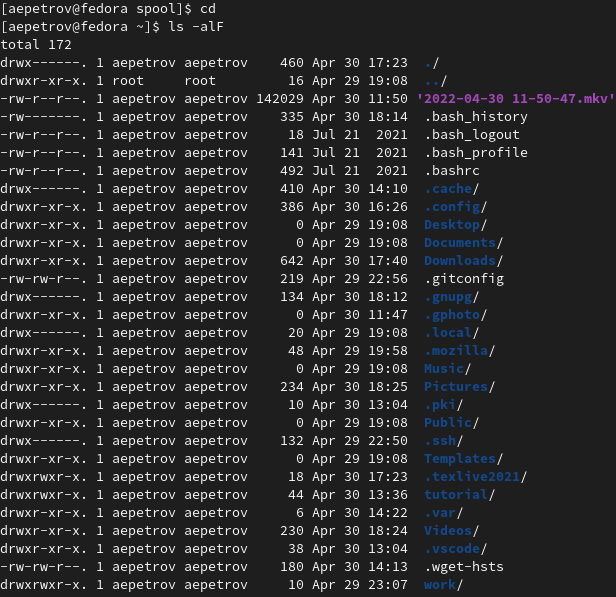 [aepetrov@fedora spool]$ cd
[aepetrov@fedora ~]$ ls -alF
total 172
drwx------. 1 aepetrov aepetrov    460 Apr 30 17:23  ./
drwxr-xr-x. 1 root     root         16 Apr 29 19:08  ../
-rw-r--r--. 1 aepetrov aepetrov 142029 Apr 30 11:50 '2022-04-30 11-50-47.mkv'
-rw-------. 1 aepetrov aepetrov    335 Apr 30 18:14  .bash_history
-rw-r--r--. 1 aepetrov aepetrov     18 Jul 21  2021  .bash_logout
-rw-r--r--. 1 aepetrov aepetrov    141 Jul 21  2021  .bash_profile
-rw-r--r--. 1 aepetrov aepetrov    492 Jul 21  2021  .bashrc
drwx------. 1 aepetrov aepetrov    410 Apr 30 14:10  .cache/
drwxr-xr-x. 1 aepetrov aepetrov    386 Apr 30 16:26  .config/
drwxr-xr-x. 1 aepetrov aepetrov      0 Apr 29 19:08  Desktop/
drwxr-xr-x. 1 aepetrov aepetrov      0 Apr 29 19:08  Documents/
drwxr-xr-x. 1 aepetrov aepetrov    642 Apr 30 17:40  Downloads/
-rw-rw-r--. 1 aepetrov aepetrov    219 Apr 29 22:56  .gitconfig
drwx------. 1 aepetrov aepetrov    134 Apr 30 18:12  .gnupg/
drwxr-xr-x. 1 aepetrov aepetrov      0 Apr 30 11:47  .gphoto/
drwx------. 1 aepetrov aepetrov     20 Apr 29 19:08  .local/
drwxr-xr-x. 1 aepetrov aepetrov     48 Apr 29 19:58  .mozilla/
drwxr-xr-x. 1 aepetrov aepetrov      0 Apr 29 19:08  Music/
drwxr-xr-x. 1 aepetrov aepetrov    234 Apr 30 18:25  Pictures/
drwx------. 1 aepetrov aepetrov     10 Apr 30 13:04  .pki/
drwxr-xr-x. 1 aepetrov aepetrov      0 Apr 29 19:08  Public/
drwx------. 1 aepetrov aepetrov    132 Apr 29 22:50  .ssh/
drwxr-xr-x. 1 aepetrov aepetrov      0 Apr 29 19:08  Templates/
drwxrwxr-x. 1 aepetrov aepetrov     18 Apr 30 17:23  .texlive2021/
drwxrwxr-x. 1 aepetrov aepetrov     44 Apr 30 13:36  tutorial/
drwxr-xr-x. 1 aepetrov aepetrov      6 Apr 30 14:22  .var/
drwxr-xr-x. 1 aepetrov aepetrov    230 Apr 30 18:24  Videos/
drwxr-xr-x. 1 aepetrov aepetrov     38 Apr 30 13:04  .vscode/
-rw-rw-r--. 1 aepetrov aepetrov    180 Apr 30 14:13  .wget-hsts
drwxrwxr-x. 1 aepetrov aepetrov     10 Apr 29 23:07  work/